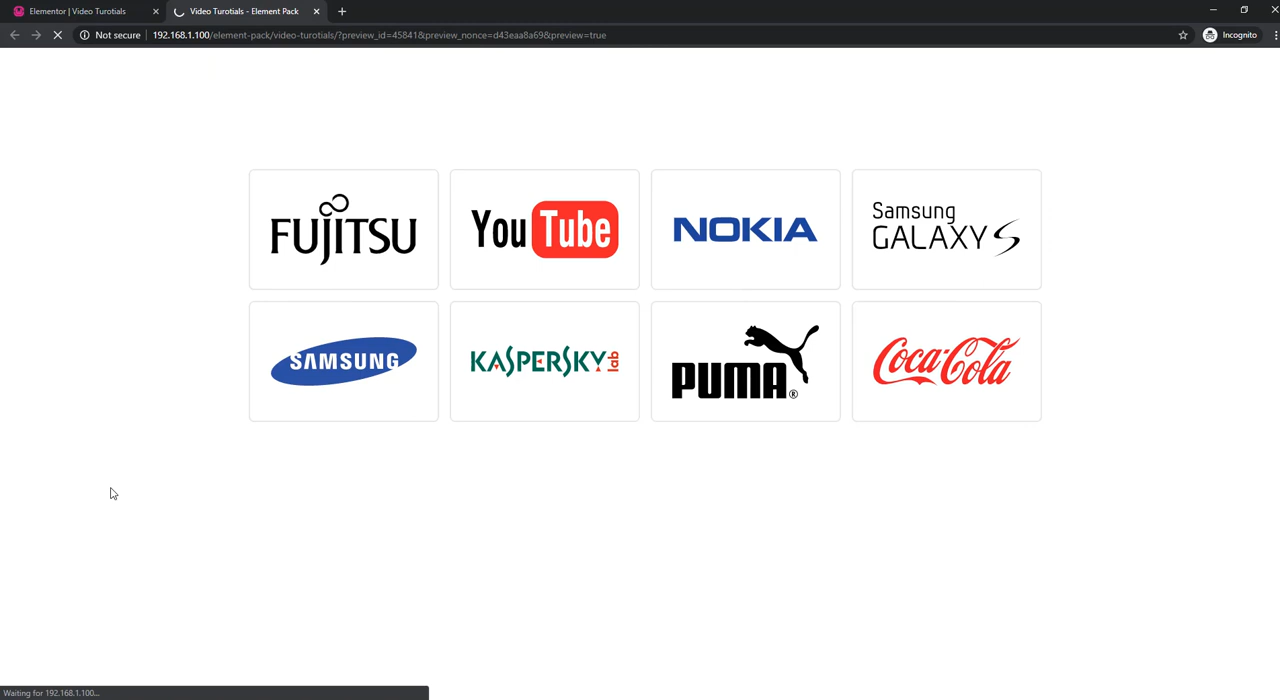 Elementor | Video Turotials
Video Turotials - Element Pack
Not secure
192.168.1.100/element-pack/video-turotials/?preview_id=45841&preview_nonce=d43eaa8a69&preview=true
Incognito
FUJITSU
YouTube
NOKIA
Samsung
GALAXY S
SAMSUNG
KASPERSKY lab
PUMA®
Coca-Cola
Waiting for 192.168.1.100...